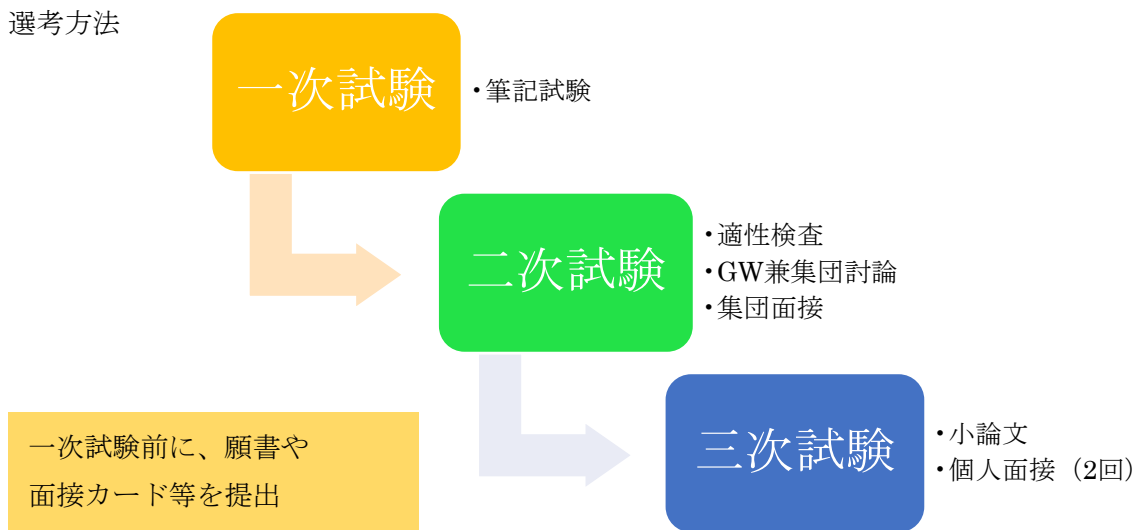 選考方法
一次試験
・筆記試験
二次試験
・適性検査
・GW兼集団討論
・集団面接
三次試験
・小論文
・個人面接（2回）
一次試験前に、願書や
面接カード等を提出